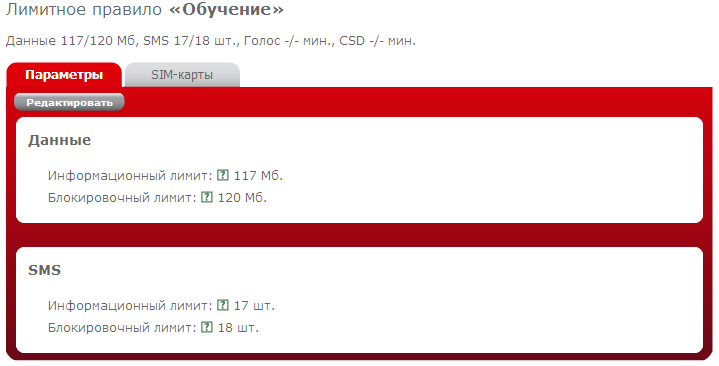 Лимитное правило «Обучение»
Данные 117/120 Мб, SMS 17/18 шт., Голос -/- мин., CSD -/- мин.
Параметры SIM-карты
Редактировать
Данные
Информационный лимит: ? 117 Мб.
Блокировочный лимит: ? 120 Мб.
SMS
Информационный лимит: ? 17 шт.
Блокировочный лимит: ? 18 шт.